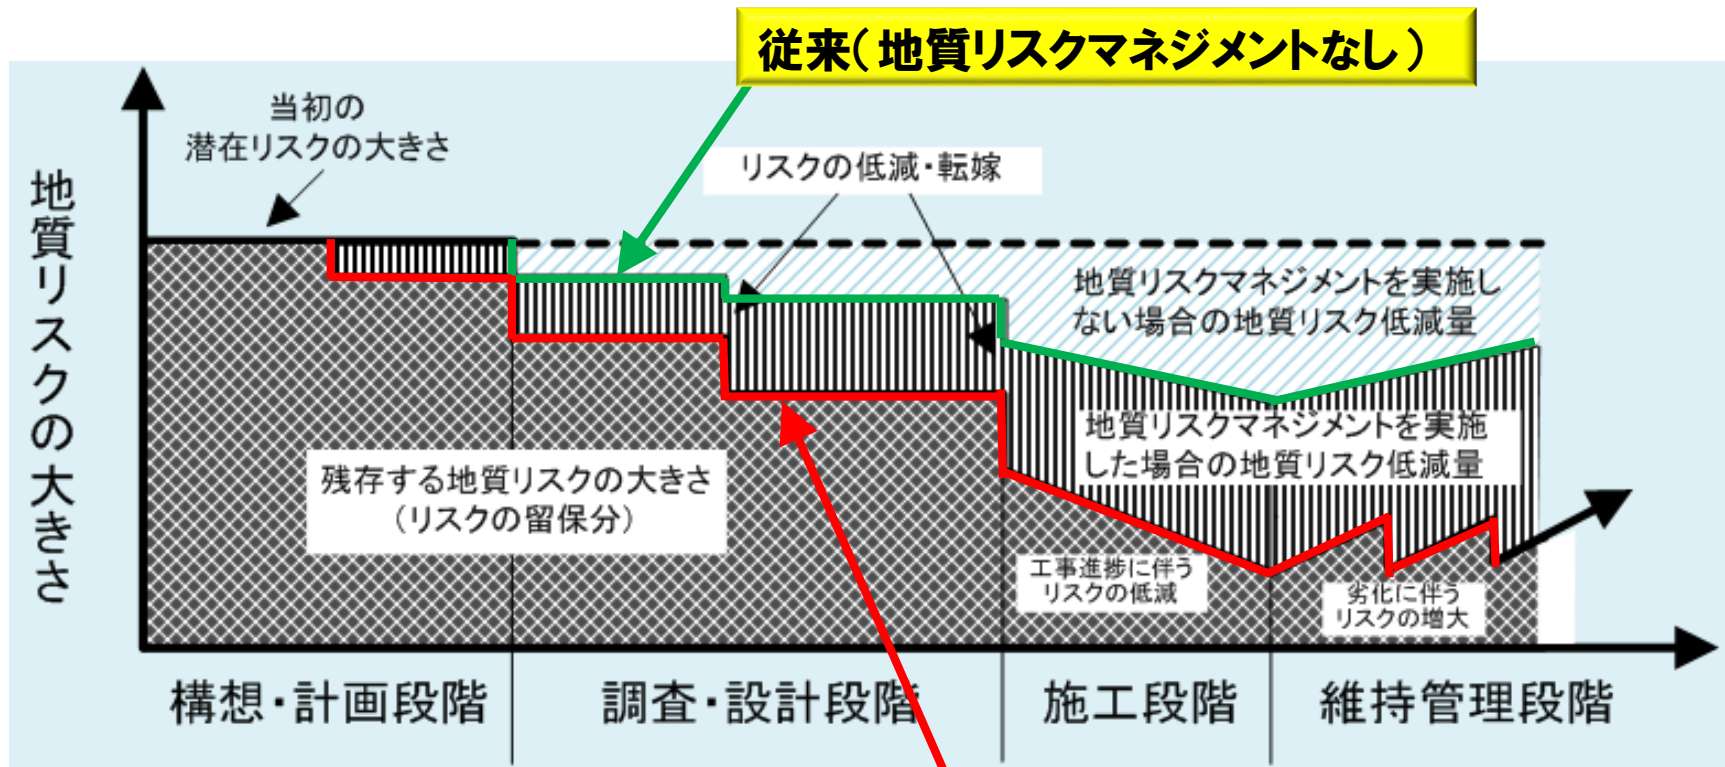 従来(地質リスクマネジメントなし)
当初の
潜在リスクの大きさ
リスクの低減・転嫁
地質リスクの大きさ
地質リスクマネジメントを実施し
ない場合の地質リスク低減量
地質リスクマネジメントを実施
した場合の地質リスク低減量
残存する地質リスクの大きさ
(リスクの留保分)
工事進捗に伴う
リスクの低減
劣化に伴う
リスクの増大
構想・計画段階
調査・設計段階
施工段階
維持管理段階